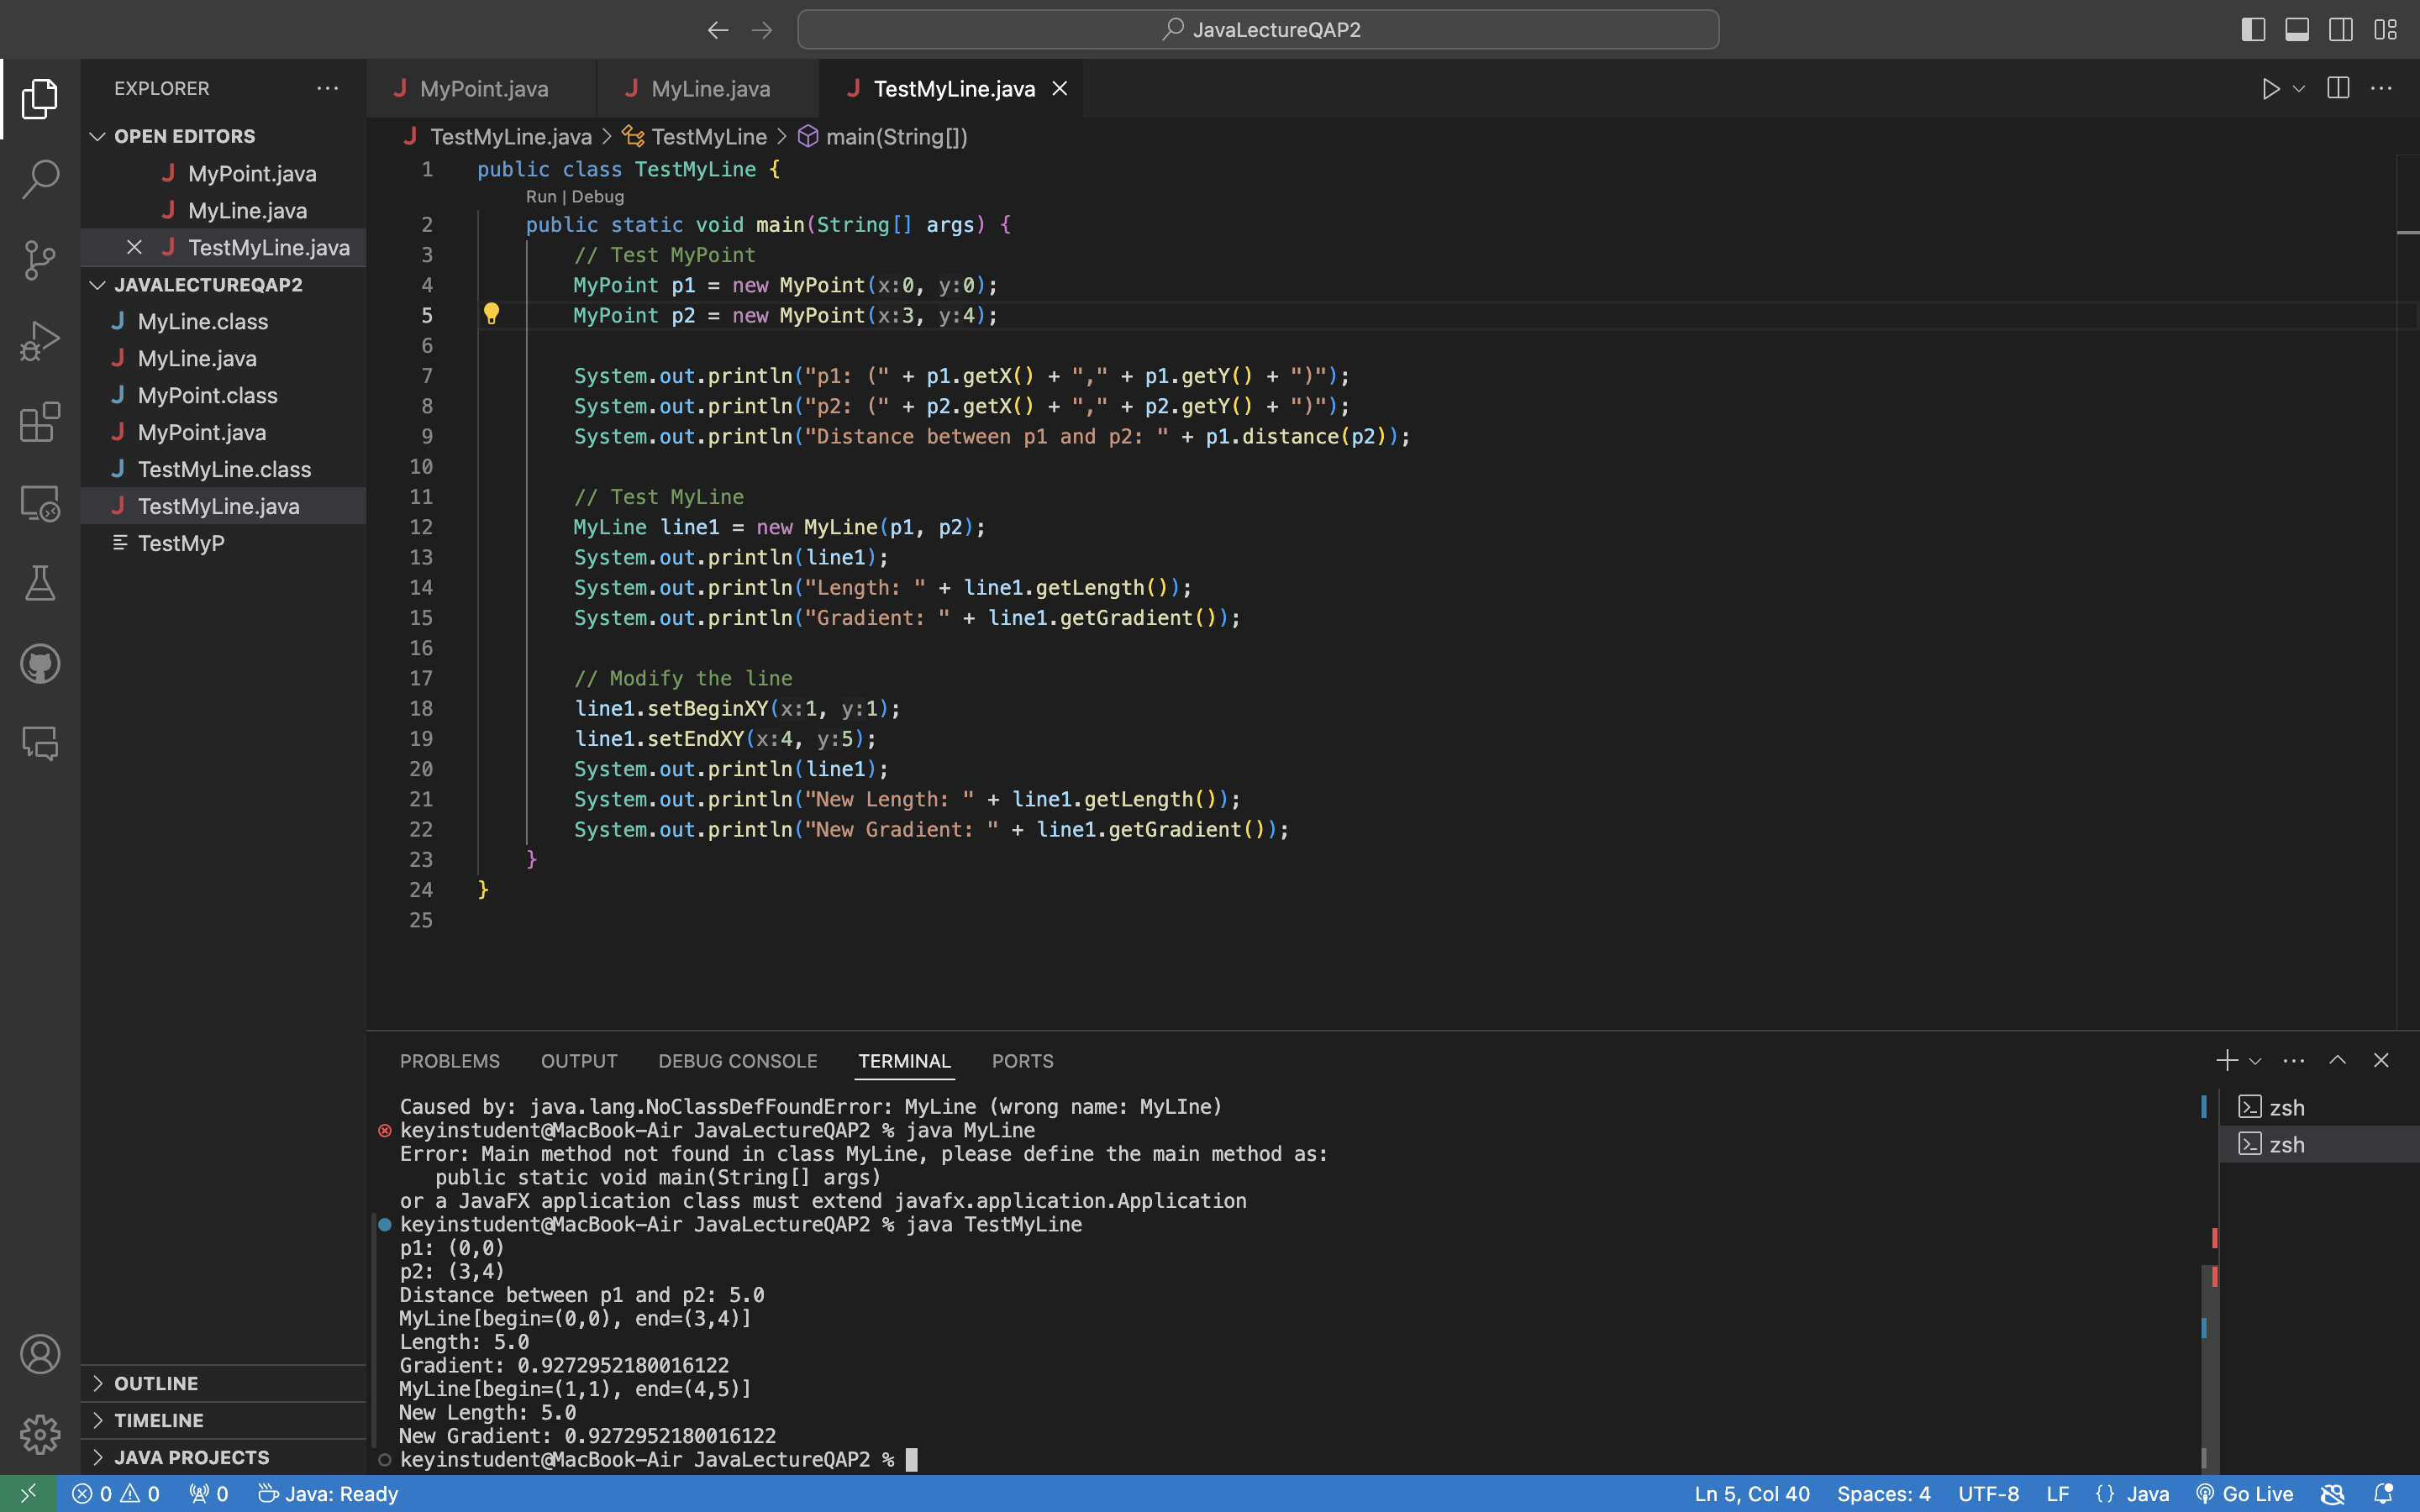 JavaLectureQAP2
EXPLORER
OPEN EDITORS
MyPoint.java
MyLine.java
TestMyLine.java
JAVALECTUREQAP2
MyLine.class
MyLine.java
MyPoint.class
MyPoint.java
TestMyLine.class
TestMyLine.java
TestMyP
OUTLINE
TIMELINE
JAVA PROJECTS
MyPoint.java MyLine.java TestMyLine.java
TestMyLine.java > TestMyLine > main(String[])
1 public class TestMyLine {
Run | Debug
2 public static void main(String[] args) {
3 // Test MyPoint
4 MyPoint p1 = new MyPoint(x:0, y:0);
5 MyPoint p2 = new MyPoint(x:3, y:4);
6
7 System.out.println("p1: (" + p1.getX() + "," + p1.getY() + ")");
8 System.out.println("p2: (" + p2.getX() + "," + p2.getY() + ")");
9 System.out.println("Distance between p1 and p2: " + p1.distance(p2));
10
11 // Test MyLine
12 MyLine line1 = new MyLine(p1, p2);
13 System.out.println(line1);
14 System.out.println("Length: " + line1.getLength());
15 System.out.println("Gradient: " + line1.getGradient());
16
17 // Modify the line
18 line1.setBeginXY(x:1, y:1);
19 line1.setEndXY(x:4, y:5);
20 System.out.println(line1);
21 System.out.println("New Length: " + line1.getLength());
22 System.out.println("New Gradient: " + line1.getGradient());
23 }
24 }
25
PROBLEMS OUTPUT DEBUG CONSOLE TERMINAL PORTS
Caused by: java.lang.NoClassDefFoundError: MyLine (wrong name: MyLIne)
keyinstudent@MacBook-Air JavaLectureQAP2 % java MyLine
Error: Main method not found in class MyLine, please define the main method as:
public static void main(String[] args)
or a JavaFX application class must extend javafx.application.Application
keyinstudent@MacBook-Air JavaLectureQAP2 % java TestMyLine
p1: (0,0)
p2: (3,4)
Distance between p1 and p2: 5.0
MyLine[begin=(0,0), end=(3,4)]
Length: 5.0
Gradient: 0.9272952180016122
MyLine[begin=(1,1), end=(4,5)]
New Length: 5.0
New Gradient: 0.9272952180016122
keyinstudent@MacBook-Air JavaLectureQAP2 %
zsh
zsh
0 0 0 Java: Ready Ln 5, Col 40 Spaces: 4 UTF-8 LF {} Java Go Live